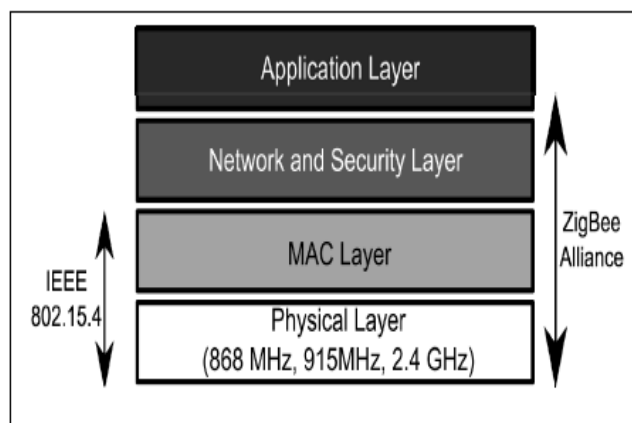 Application Layer
Network and Security Layer
MAC Layer
Physical Layer
(868 MHz, 915MHz, 2.4 GHz)
IEEE
802.15.4
ZigBee
Alliance